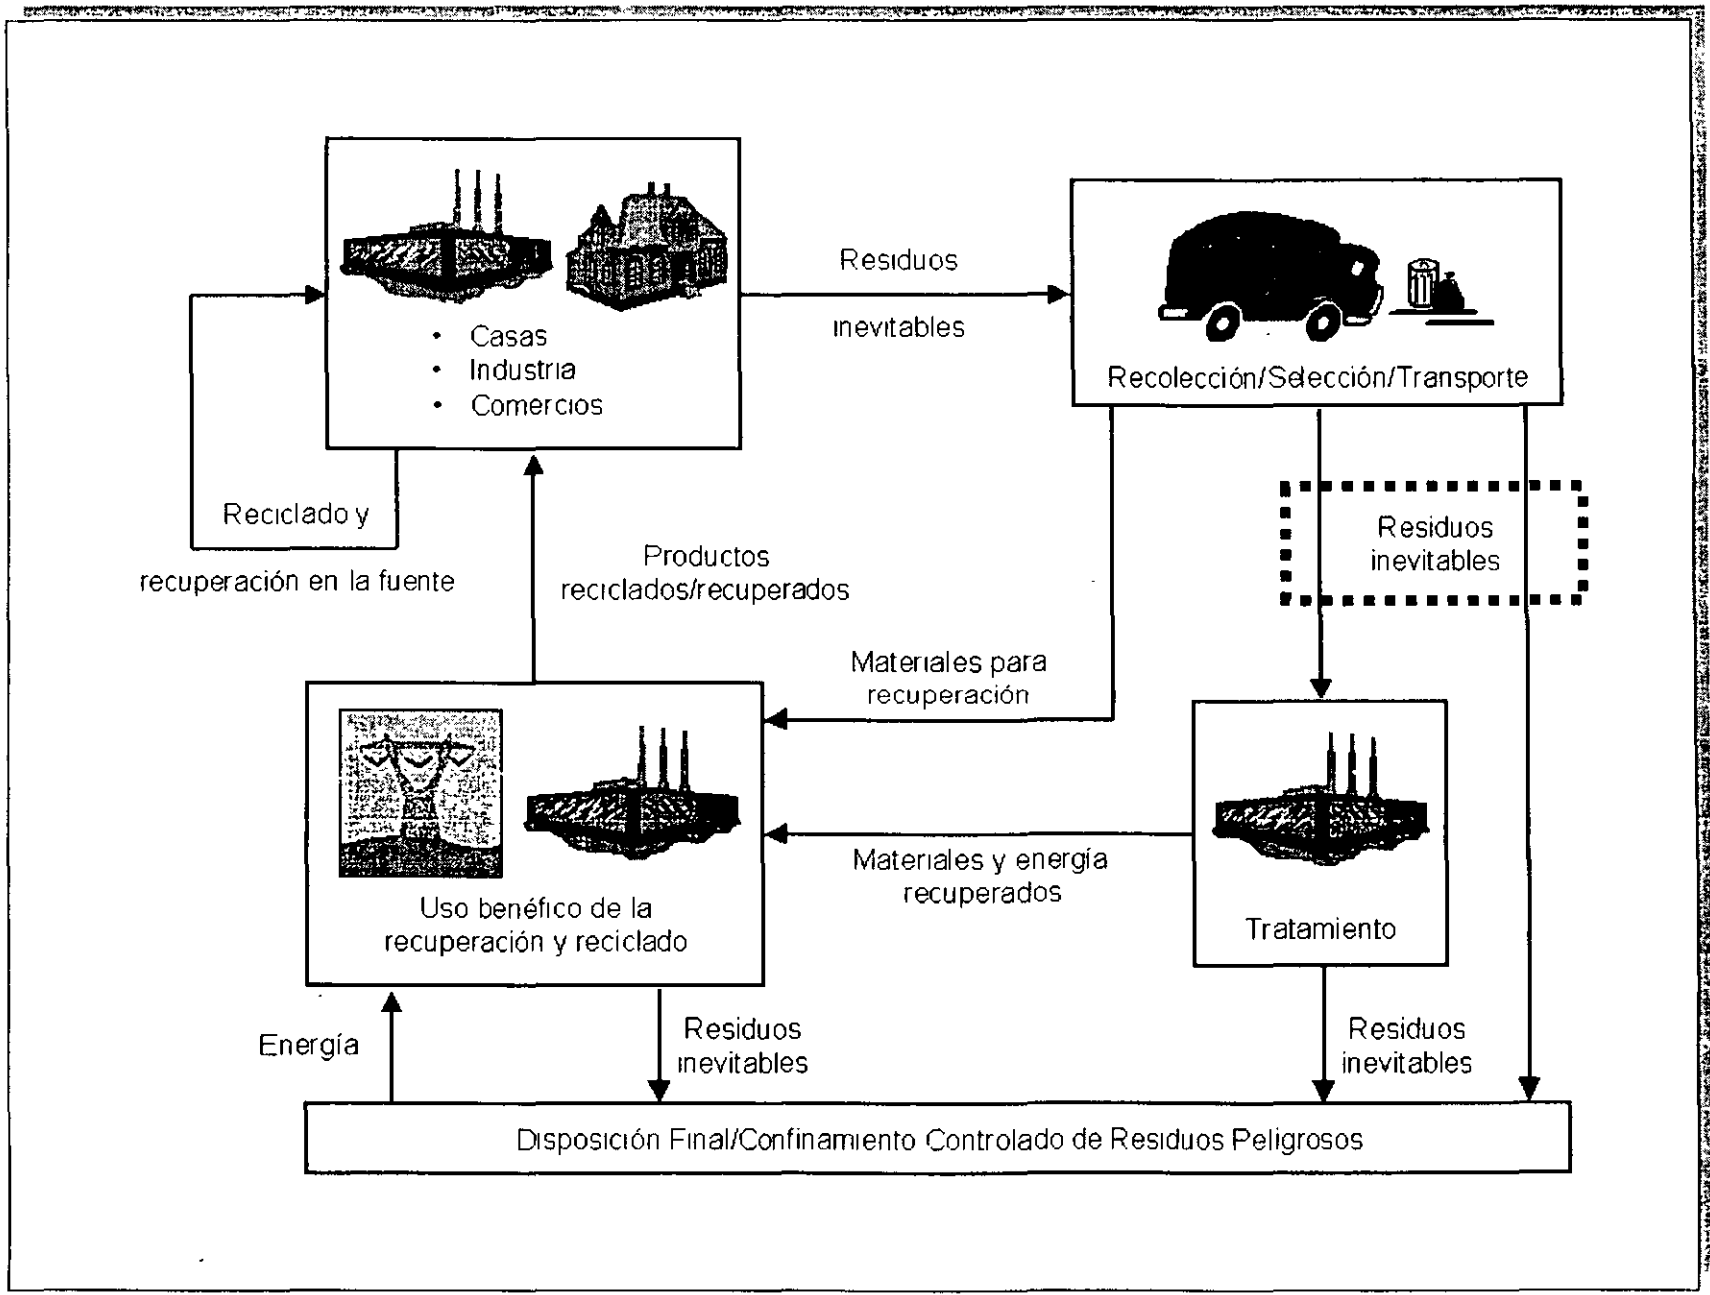 • Casas
• Industria
• Comercios
Residuos
inevitables
Recolección/Selección/Transporte
Reciclado y
recuperación en la fuente
Productos
reciclados/recuperados
Residuos
inevitables
Materiales para
recuperación
Materiales y energía
recuperados
Uso benéfico de la
recuperación y reciclado
Tratamiento
Energía
Residuos
inevitables
Residuos
inevitables
Disposición Final/Confinamiento Controlado de Residuos Peligrosos